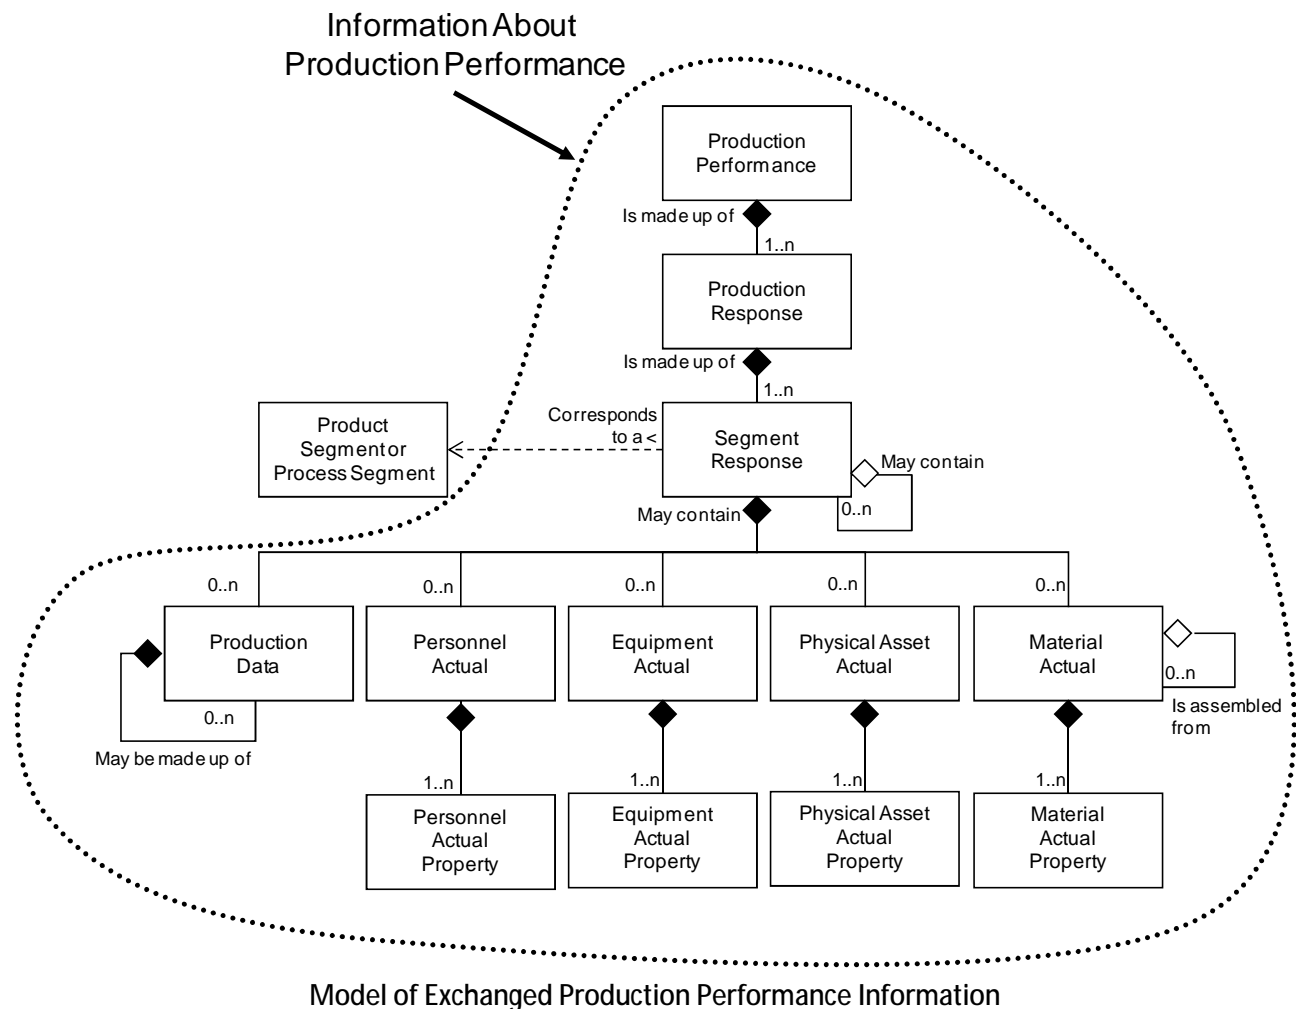 Information About
Production Performance
Production
Performance
Is made up of
1..n
Production
Response
Is made up of
1..n
Corresponds
to a <
Product
Segment or
Process Segment
Segment
Response
May contain
0..n
May contain
0..n
0..n
0..n
0..n
0..n
Production
Data
Personnel
Actual
Equipment
Actual
Physical Asset
Actual
Material
Actual
0..n
Is assembled
from
0..n
May be made up of
1..n
1..n
1..n
1..n
Personnel
Actual
Property
Equipment
Actual
Property
Physical Asset
Actual
Property
Material
Actual
Property
Model of Exchanged Production Performance Information